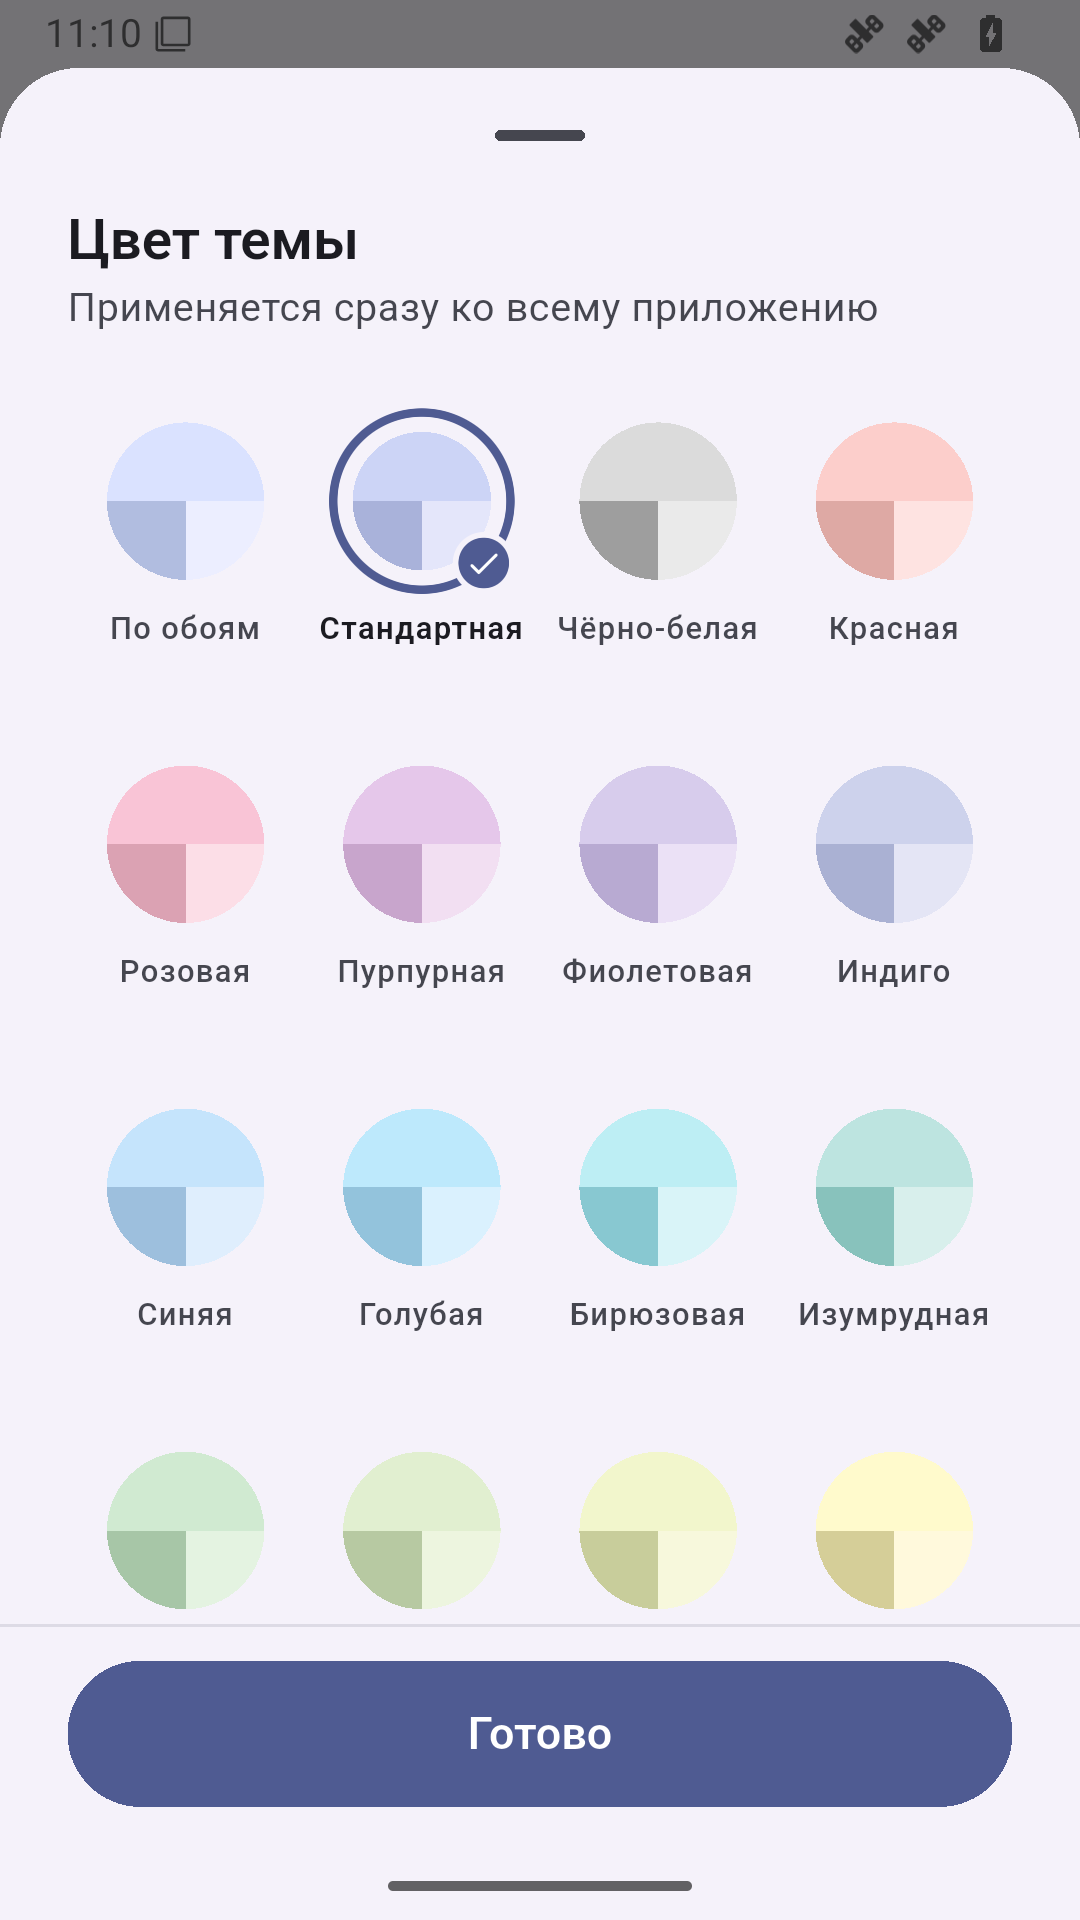 11:10
Цвет темы
Применяется сразу ко всему приложению
По обоям
Стандартная
Чёрно-белая
Красная
Розовая
Пурпурная
Фиолетовая
Индиго
Синяя
Голубая
Бирюзовая
Изумрудная
Готово